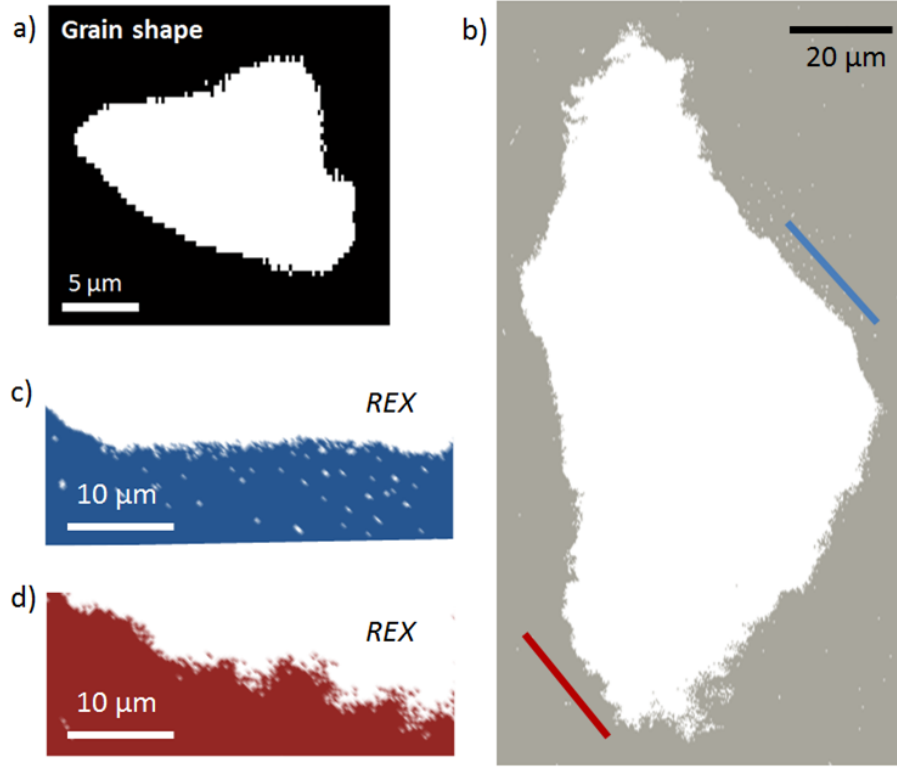 a)
Grain shape
5 μm
b)
20 μm
c)
REX
10 μm
d)
REX
10 μm